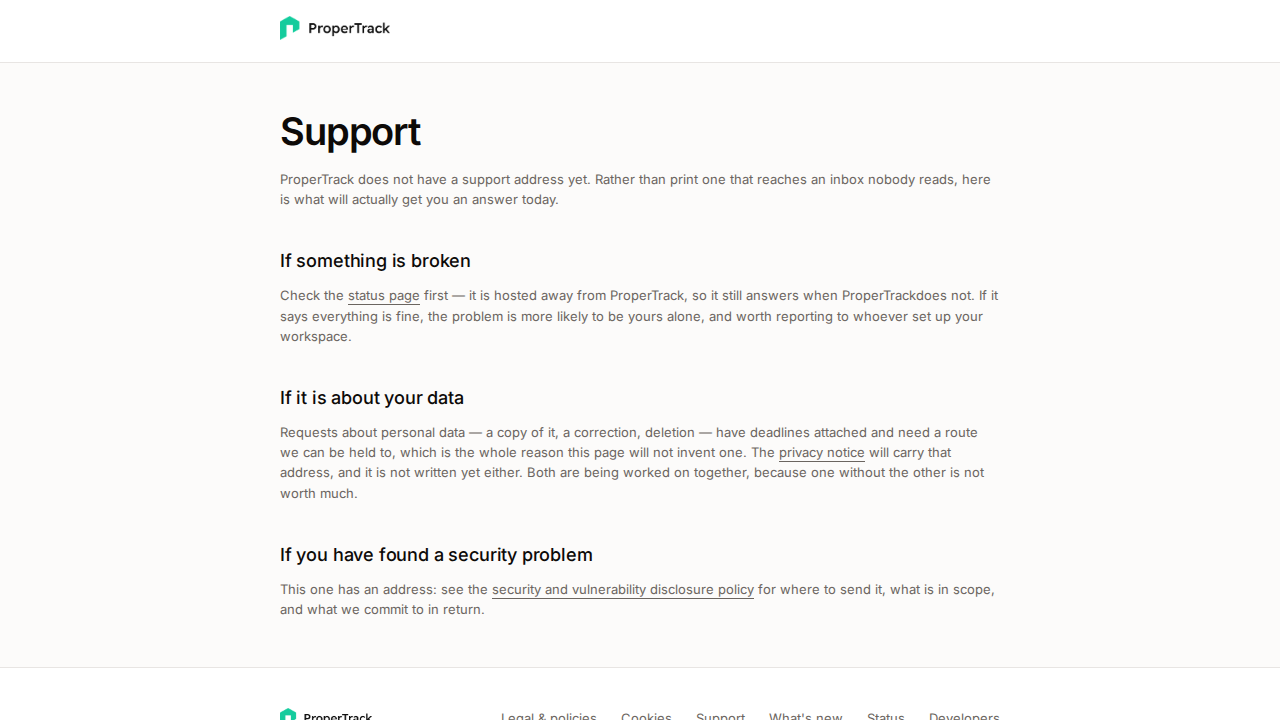 ProperTrack
Support
ProperTrack does not have a support address yet. Rather than print one that reaches an inbox nobody reads, here
is what will actually get you an answer today.
If something is broken
Check the status page first — it is hosted away from ProperTrack, so it still answers when ProperTrackdoes not. If it
says everything is fine, the problem is more likely to be yours alone, and worth reporting to whoever set up your
workspace.
If it is about your data
Requests about personal data — a copy of it, a correction, deletion — have deadlines attached and need a route
we can be held to, which is the whole reason this page will not invent one. The privacy notice will carry that
address, and it is not written yet either. Both are being worked on together, because one without the other is not
worth much.
If you have found a security problem
This one has an address: see the security and vulnerability disclosure policy for where to send it, what is in scope,
and what we commit to in return.
ProperTrack Legal & policies Cookies Support What's new Status Developers